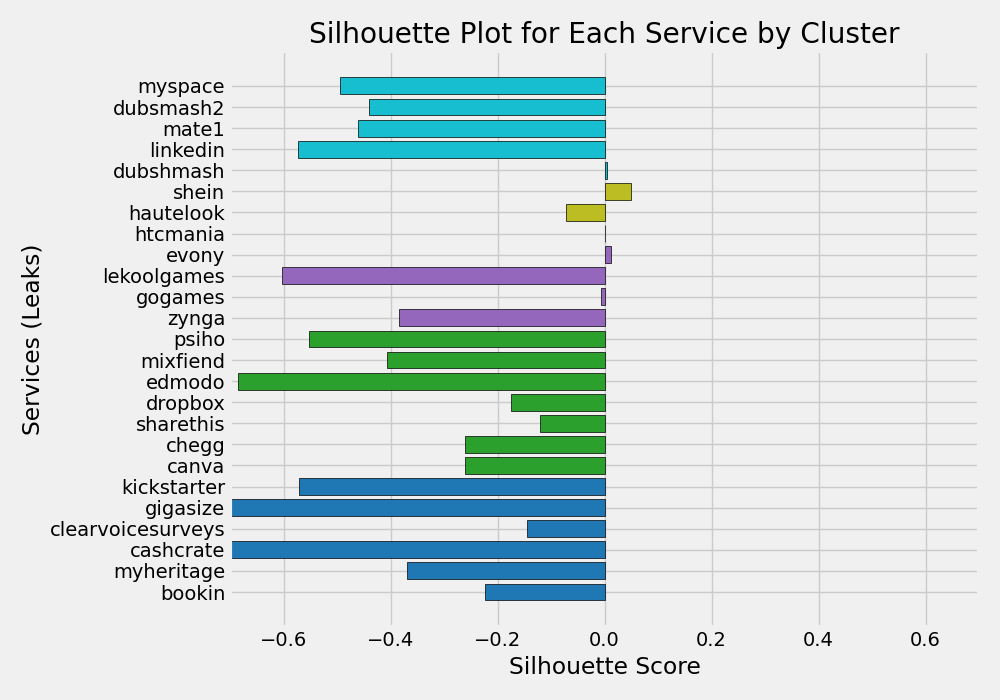 Silhouette Plot for Each Service by Cluster
Services (Leaks)
myspace
dubsmash2
mate1
linkedin
dubshmash
shein
hautelook
htcmania
evony
lekoolgames
gogames
zynga
psiho
mixfiend
edmodo
dropbox
sharethis
chegg
canva
kickstarter
gigasize
clearvoicesurveys
cashcrate
myheritage
bookin
−0.6 −0.4 −0.2 0.0 0.2 0.4 0.6
Silhouette Score